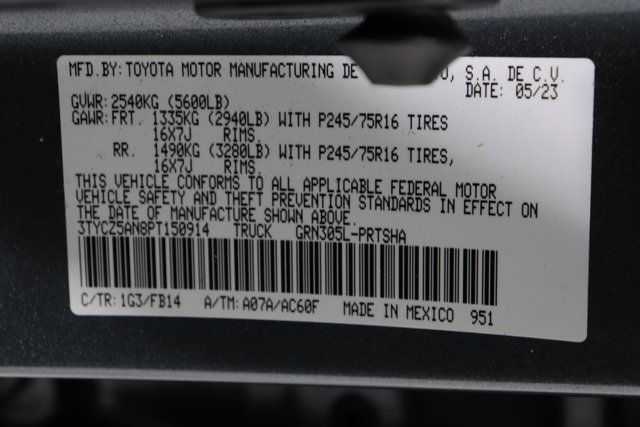 MFD.BY:TOYOTA MOTOR MANUFACTURING DE O, S.A. DE C.V.
DATE: 05/23
GVWR:2540KG (5600LB)
GAWR:FRT. 1335KG (2940LB) WITH P245/75R16 TIRES
16X7J RIMS.
RR. 1490KG (3280LB) WITH P245/75R16 TIRES,
16X7J RIMS.
THIS VEHICLE CONFORMS TO ALL APPLICABLE FEDERAL MOTOR
VEHICLE SAFETY AND THEFT PREVENTION STANDARDS IN EFFECT ON
THE DATE OF MANUFACTURE SHOWN ABOVE.
3TYCZ5AN8PT150914 TRUCK GRN305L-PRTSHA
C/TR:1G3/FB14 A/TM:A07A/AC60F MADE IN MEXICO 951